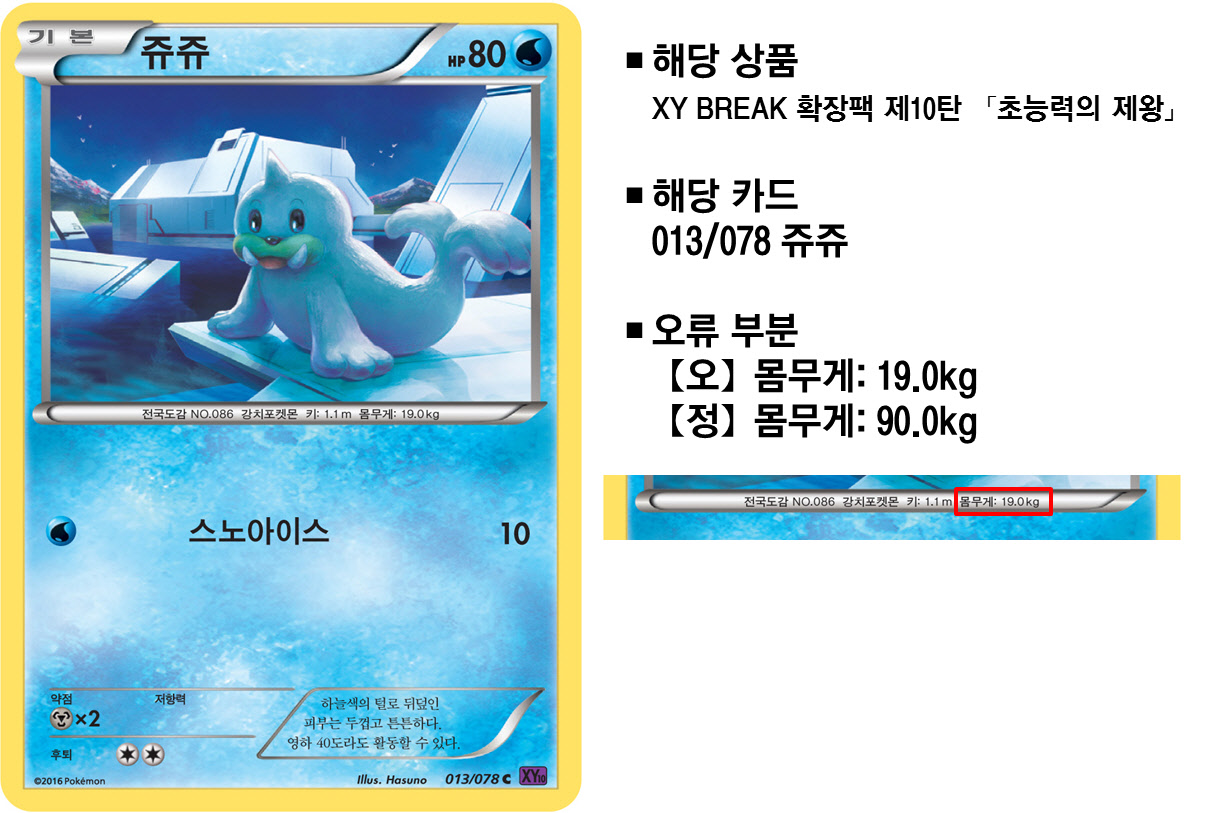 기 본
쥬쥬
HP80
전국도감 NO.086 강치포켓몬 키: 1.1 m 몸무게: 19.0 kg
스노아이스 10
약점 저항력
×2
후퇴
하늘색의 털로 뒤덮인
피부는 두껍고 튼튼하다.
영하 40도라도 활동할 수 있다.
©2016 Pokémon
Illus. Hasuno 013/078 C XY10
■ 해당 상품
XY BREAK 확장팩 제10탄 「초능력의 제왕」
■ 해당 카드
013/078 쥬쥬
■ 오류 부분
【오】 몸무게: 19.0kg
【정】 몸무게: 90.0kg
전국도감 NO.086 강치포켓몬 키: 1.1 m 몸무게: 19.0 kg